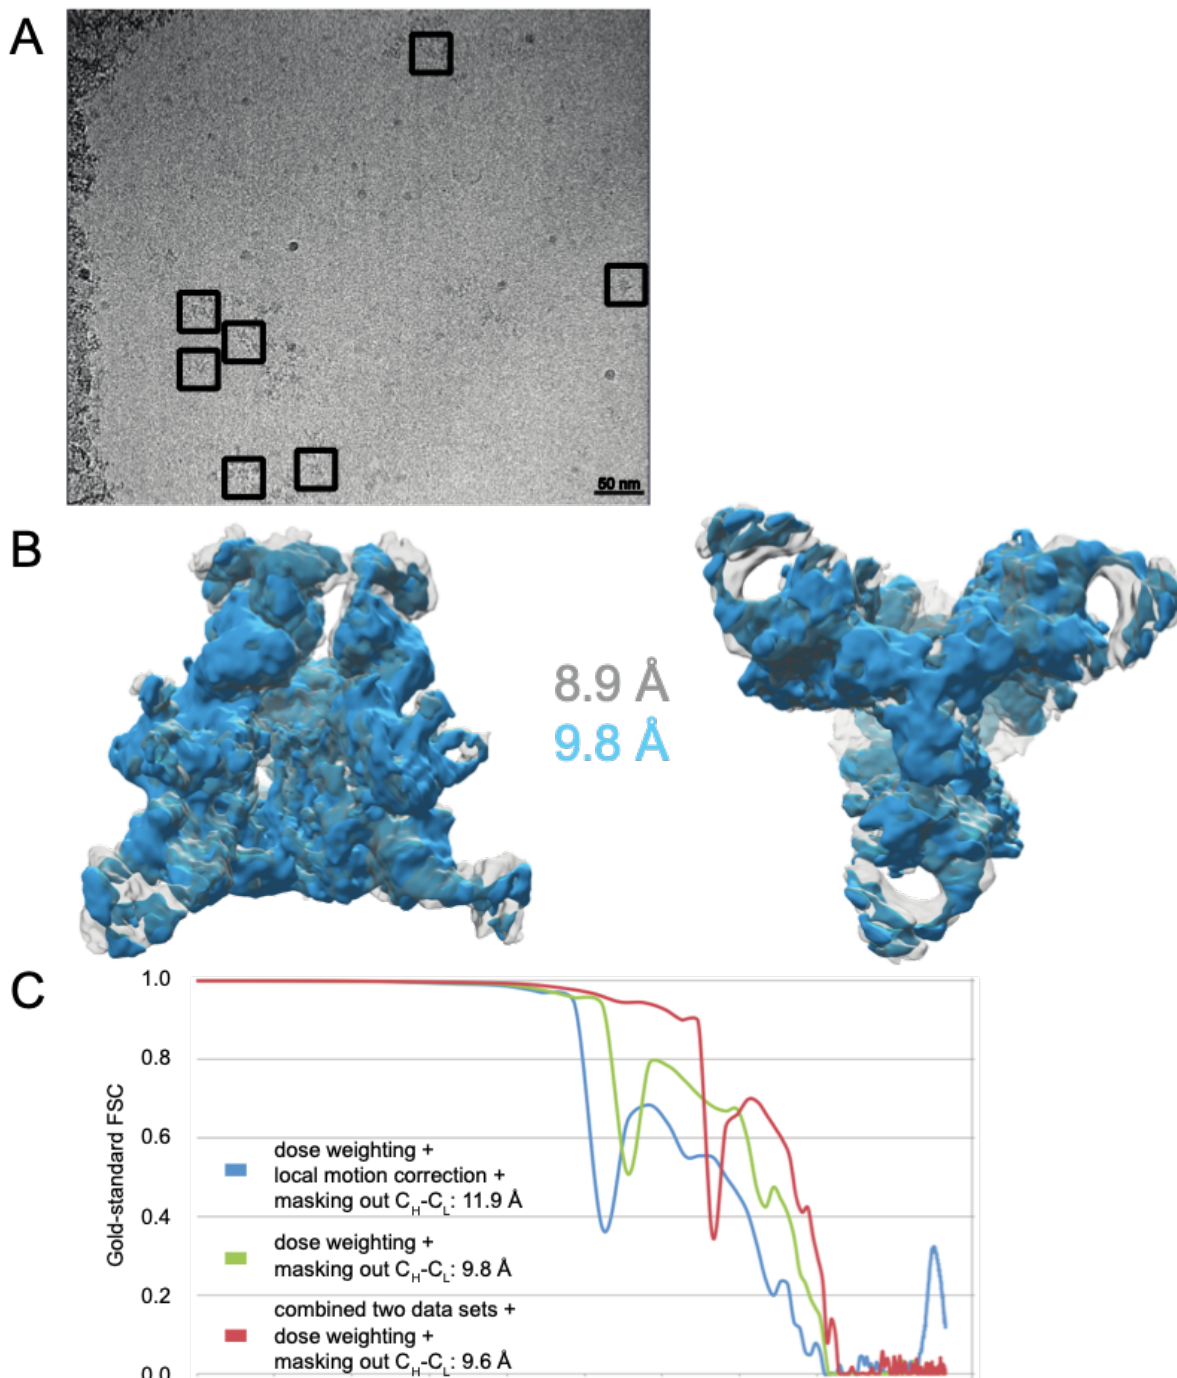 A
50 nm
B
8.9 Å
9.8 Å
C
1.0
0.8
0.6
0.4
0.2
0.0
Gold-standard FSC
dose weighting +
local motion correction +
masking out CH-CL: 11.9 Å
dose weighting +
masking out CH-CL: 9.8 Å
combined two data sets +
dose weighting +
masking out CH-CL: 9.6 Å